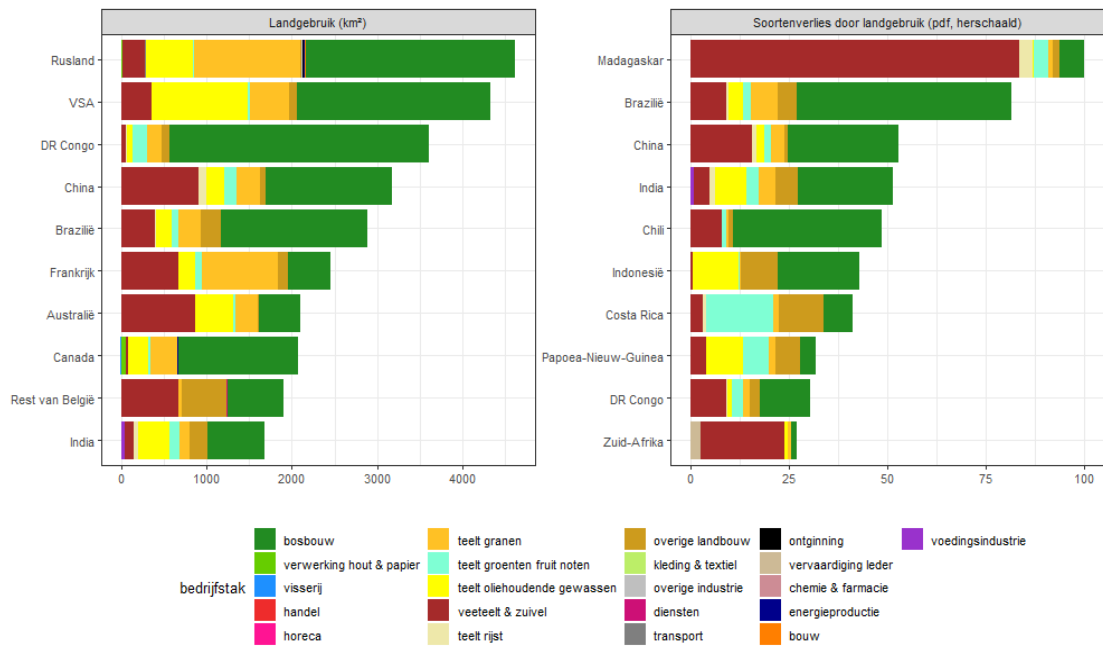 Landgebruik (km²)
Soortenverlies door landgebruik (pdf, herschaald)
Rusland
VSA
DR Congo
China
Brazilië
Frankrijk
Australië
Canada
Rest van België
India
0 1000 2000 3000 4000
Madagaskar
Brazilië
China
India
Chili
Indonesië
Costa Rica
Papoea-Nieuw-Guinea
DR Congo
Zuid-Afrika
0 25 50 75 100
bedrijfstak
bosbouw
verwerking hout & papier
visserij
handel
horeca
teelt granen
teelt groenten fruit noten
teelt oliehoudende gewassen
veeteelt & zuivel
teelt rijst
overige landbouw
kleding & textiel
overige industrie
diensten
transport
ontginning
vervaardiging leder
chemie & farmacie
energieproductie
bouw
voedingsindustrie